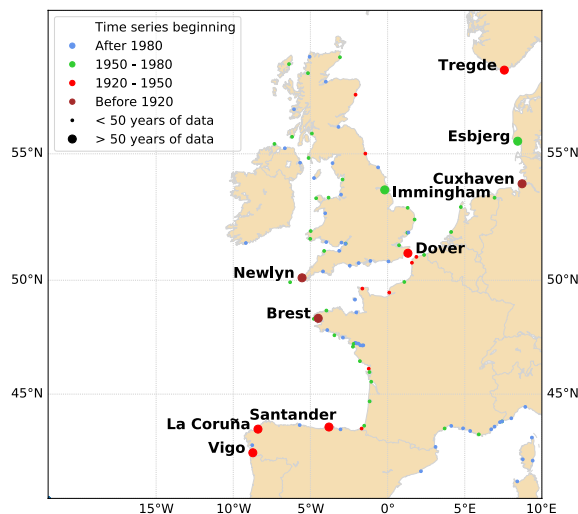 Time series beginning
After 1980
1950 - 1980
1920 - 1950
Before 1920
< 50 years of data
> 50 years of data
Tregde
Esbjerg
55°N
55°N
Cuxhaven
Immingham
Dover
Newlyn
50°N
50°N
Brest
45°N
45°N
Santander
La Coruña
Vigo
15°W
10°W
5°W
0°
5°E
10°E